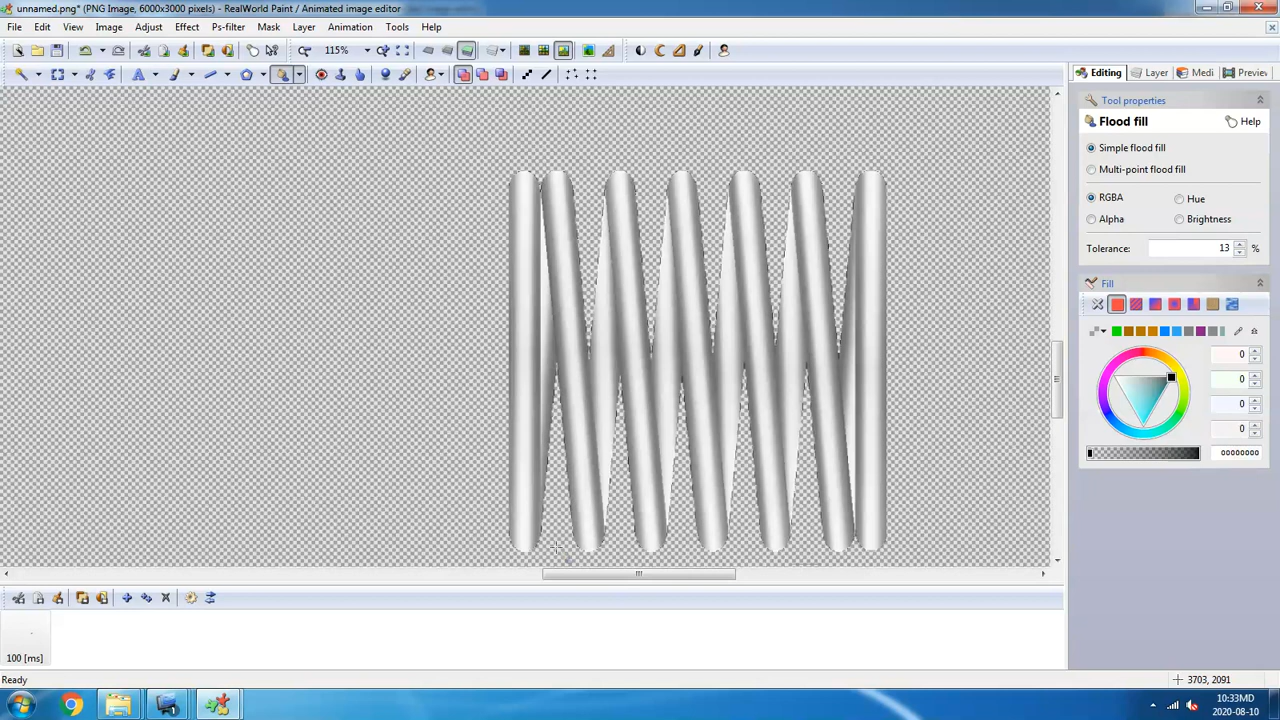 unnamed.png* (PNG Image, 6000x3000 pixels) - RealWorld Paint / Animated image editor
File Edit View Image Adjust Effect Ps-filter Mask Layer Animation Tools Help
115%
Editing Layer Medi Preview
Tool properties
Flood fill Help
Simple flood fill
Multi-point flood fill
RGBA Hue
Alpha Brightness
Tolerance: 13 %
Fill
0
0
0
0
00000000
100 [ms]
Ready 3703, 2091
10:33MD
2020-08-10